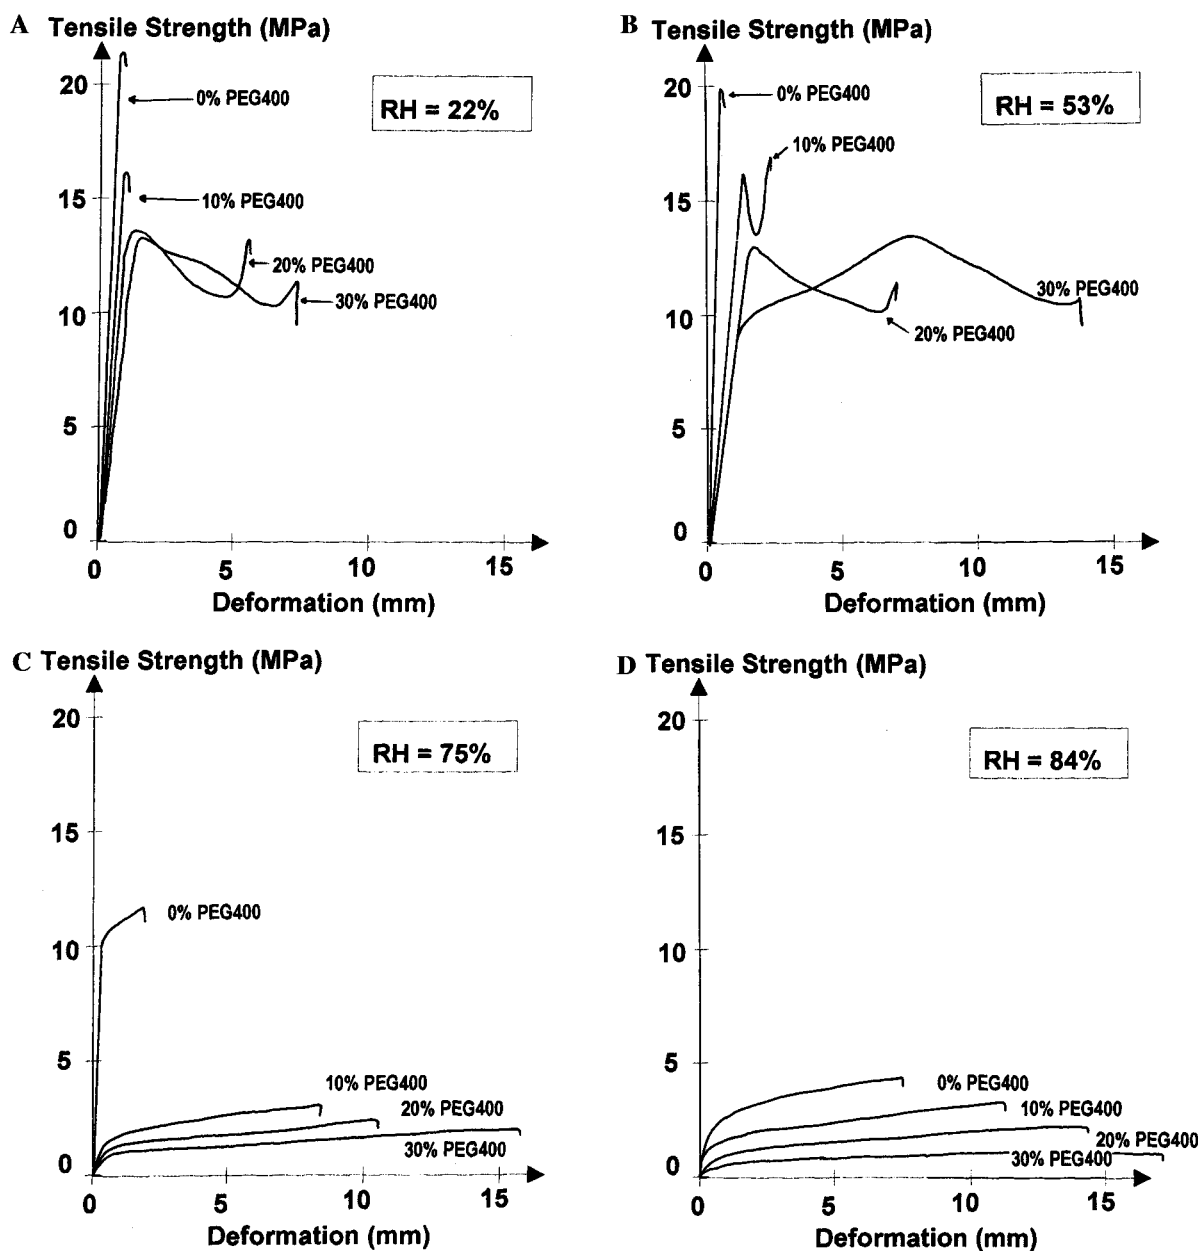 A Tensile Strength (MPa)
20
0% PEG400
RH = 22%
15
10% PEG400
20% PEG400
30% PEG400
10
5
0
0 5 10 15
Deformation (mm)
B Tensile Strength (MPa)
20
0% PEG400
RH = 53%
10% PEG400
15
30% PEG400
10
20% PEG400
5
0
0 5 10 15
Deformation (mm)
C Tensile Strength (MPa)
20
RH = 75%
15
0% PEG400
10
5
10% PEG400
20% PEG400
30% PEG400
0
0 5 10 15
Deformation (mm)
D Tensile Strength (MPa)
20
RH = 84%
15
10
5
0% PEG400
10% PEG400
20% PEG400
30% PEG400
0
0 5 10 15
Deformation (mm)